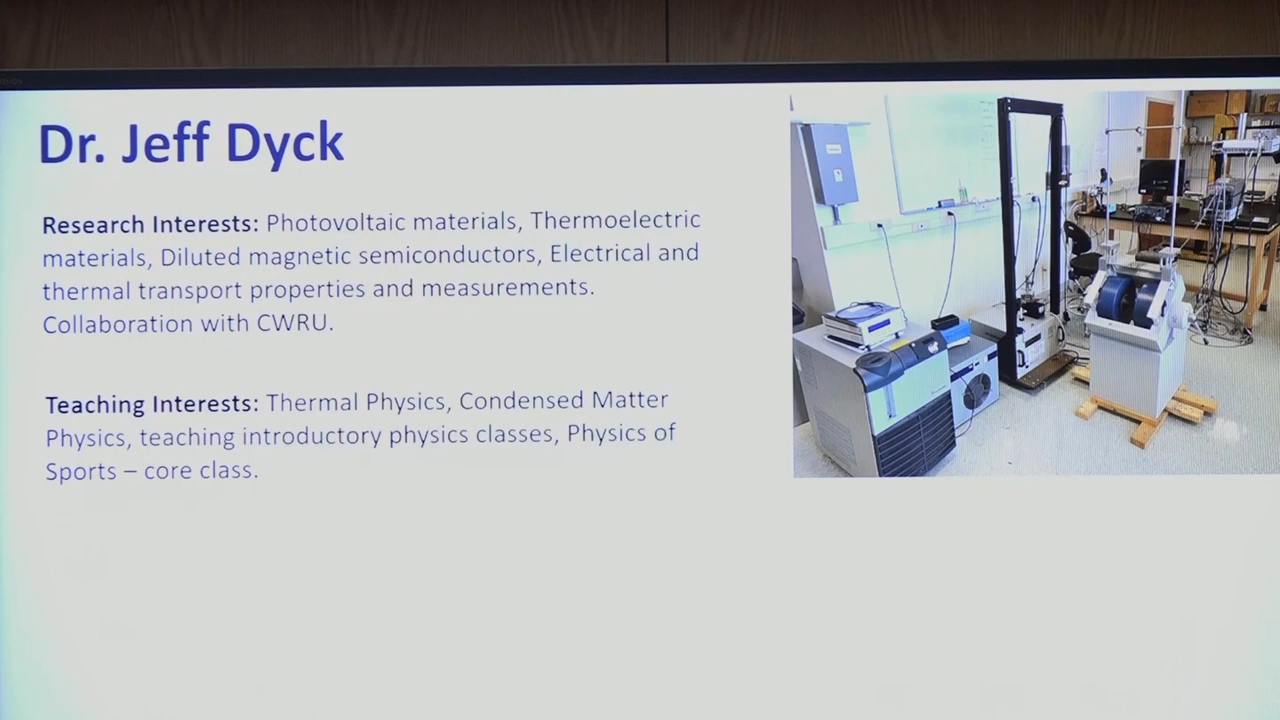 Dr. Jeff Dyck
Research Interests: Photovoltaic materials, Thermoelectric
materials, Diluted magnetic semiconductors, Electrical and
thermal transport properties and measurements.
Collaboration with CWRU.
Teaching Interests: Thermal Physics, Condensed Matter
Physics, teaching introductory physics classes, Physics of
Sports – core class.